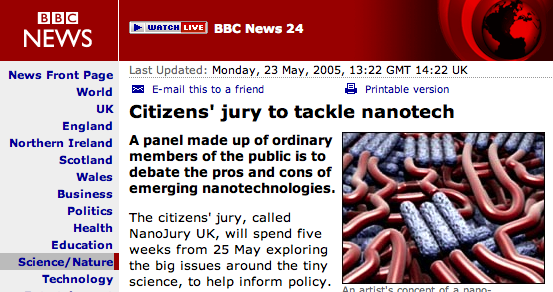 BBC
NEWS
WATCH LIVE BBC News 24
News Front Page
World
UK
England
Northern Ireland
Scotland
Wales
Business
Politics
Health
Education
Science/Nature
Technology
Last Updated: Monday, 23 May, 2005, 13:22 GMT 14:22 UK
E-mail this to a friend
Printable version
Citizens' jury to tackle nanotech
A panel made up of ordinary
members of the public is to
debate the pros and cons of
emerging nanotechnologies.
The citizens' jury, called
NanoJury UK, will spend five
weeks from 25 May exploring
the big issues around the tiny
science, to help inform policy.
An artist's concept of a nano-